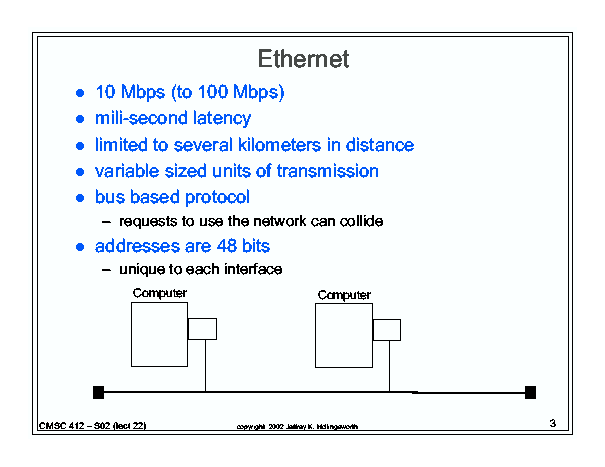 Ethernet
● 10 Mbps (to 100 Mbps)
● mili-second latency
● limited to several kilometers in distance
● variable sized units of transmission
● bus based protocol
– requests to use the network can collide
● addresses are 48 bits
– unique to each interface
Computer Computer
CMSC 412 – S02 (lect 22) copyright 2002 Jeffrey K. Hollingsworth 3